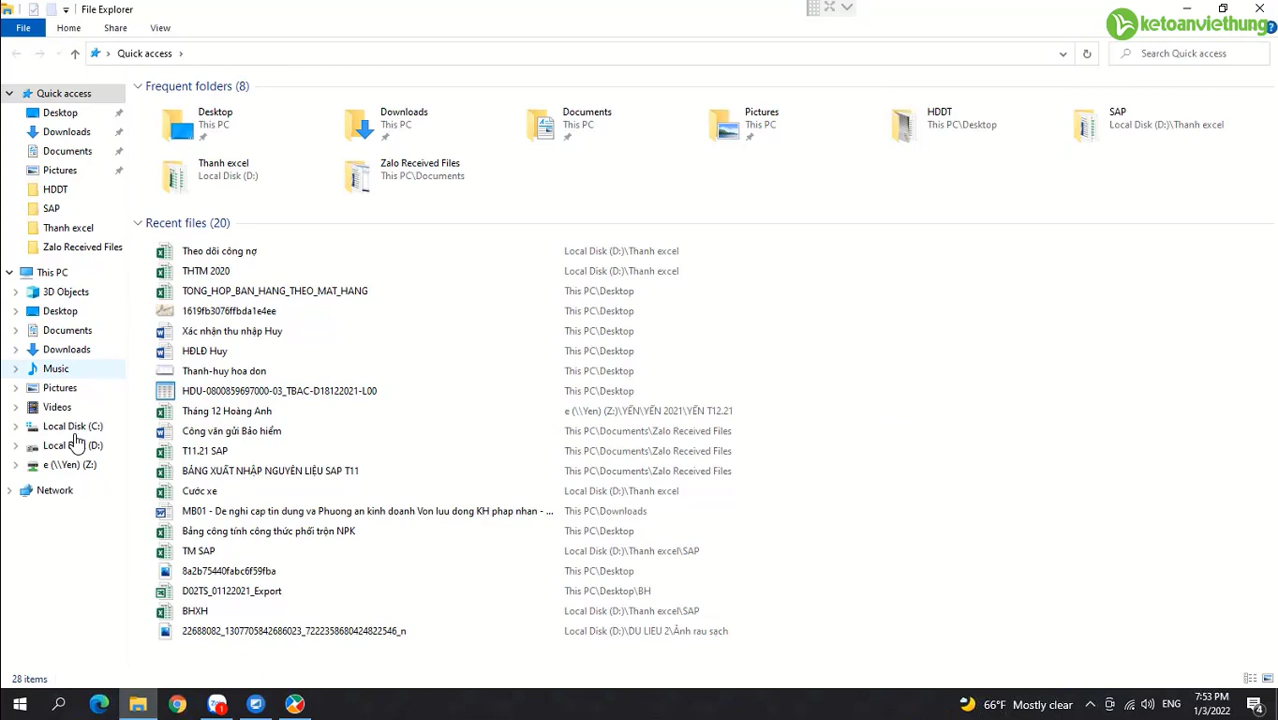 File Explorer
ketoanviethung
File Home Share View
Quick access
Search Quick access
Quick access
Desktop
Downloads
Documents
Pictures
HDDT
SAP
Thanh excel
Zalo Received Files
This PC
3D Objects
Desktop
Documents
Downloads
Music
Pictures
Videos
Local Disk (C:)
Local (D:)
e (\\Yen) (Z:)
Network
Frequent folders (8)
Desktop
This PC
Downloads
This PC
Documents
This PC
Pictures
This PC
HDDT
This PC\Desktop
SAP
Local Disk (D:)\Thanh excel
Thanh excel
Local Disk (D:)
Zalo Received Files
This PC\Documents
Recent files (20)
Theo dõi công nợ Local Disk (D:)\Thanh excel
THTM 2020 Local Disk (D:)\Thanh excel
TONG_HOP_BAN_HANG_THEO_MAT_HANG This PC\Desktop
1619fb3076ffbda1e4ee This PC\Desktop
Xác nhận thu nhập Huy This PC\Desktop
HĐLĐ Huy This PC\Desktop
Thanh-huy hoa don This PC\Desktop
HDU-0800859697000-03_TBAC-D18122021-L00 This PC\Desktop
Tháng 12 Hoàng Anh e (\\Yen) (Z:)\YẾN\YẾN 2021\YẾN T12.21
Công văn gửi Bảo hiểm This PC\Documents\Zalo Received Files
T11.21 SAP This PC\Documents\Zalo Received Files
BẢNG XUẤT NHẬP NGUYÊN LIỆU SAP T11 This PC\Documents\Zalo Received Files
Cước xe Local Disk (D:)\Thanh excel
MB01 - De nghi cap tin dung va Phuong an kinh doanh Von luu dong KH phap nhan - ... This PC\Downloads
Bảng công tính công thức phối trộn NPK This PC\Desktop
TM SAP Local Disk (D:)\Thanh excel\SAP
8a2b75440fabc6f59fba This PC\Desktop
D02TS_01122021_Export This PC\Desktop\BH
BHXH Local Disk (D:)\Thanh excel\SAP
22688082_1307705842686023_7222358680424822546_n Local Disk (D:)\DU LIEU 2\Ảnh rau sạch
28 items
66°F Mostly clear ENG
7:53 PM
1/3/2022
4